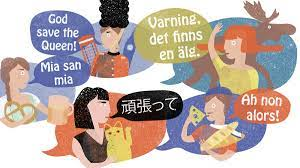 God
save the
Queen!
Varning,
det finns
en älg.
Mia san
mia
頑張って
Ah non
alors!